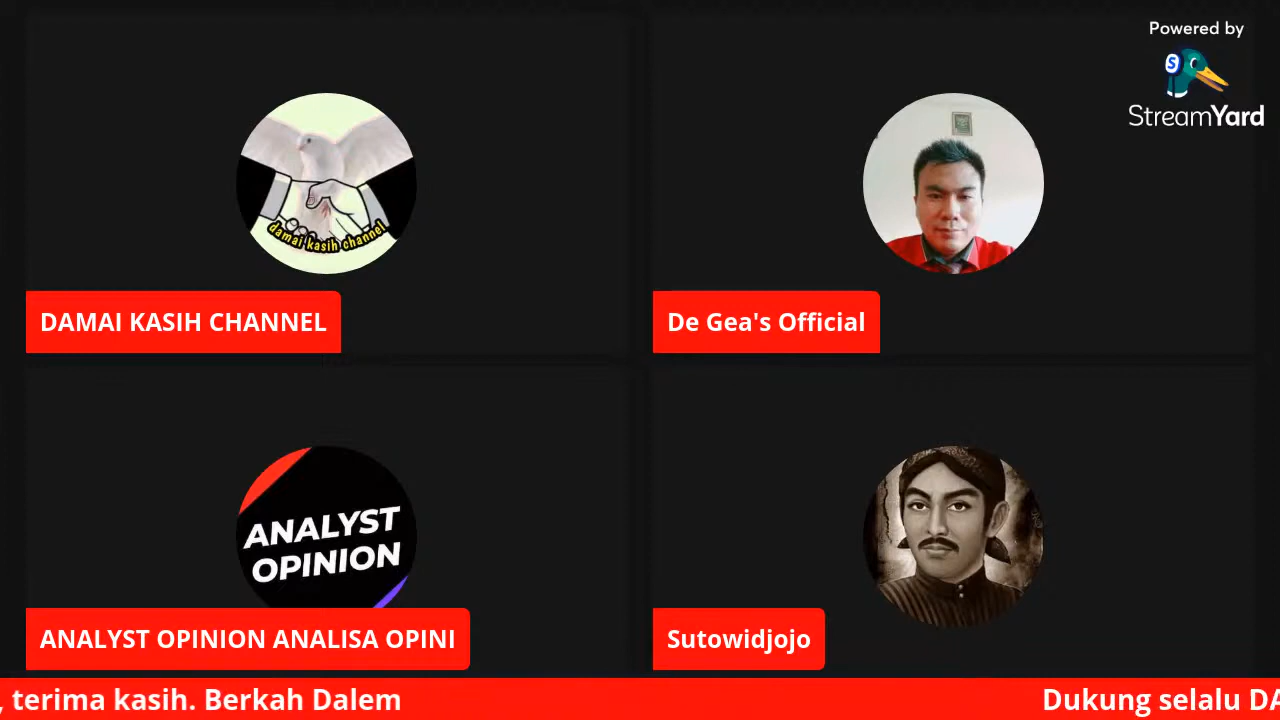 Powered by
StreamYard
damai kasih channel
DAMAI KASIH CHANNEL
De Gea's Official
ANALYST
OPINION
ANALYST OPINION ANALISA OPINI
Sutowidjojo
, terima kasih. Berkah Dalem
Dukung selalu DA